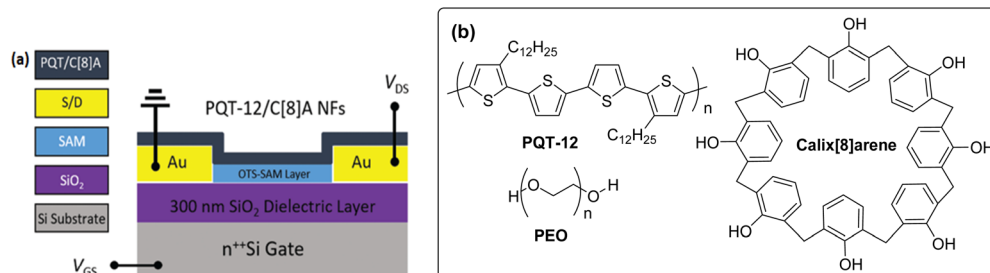 (a)
PQT/C[8]A
S/D
SAM
SiO2
Si Substrate
PQT-12/C[8]A NFs
VDS
Au
Au
OTS-SAM Layer
300 nm SiO2 Dielectric Layer
n++Si Gate
VGS
(b)
C12H25
S
S
S
S
n
C12H25
PQT-12
H
O
O
H
n
PEO
OH
OH
OH
HO
OH
OH
OH
OH
Calix[8]arene